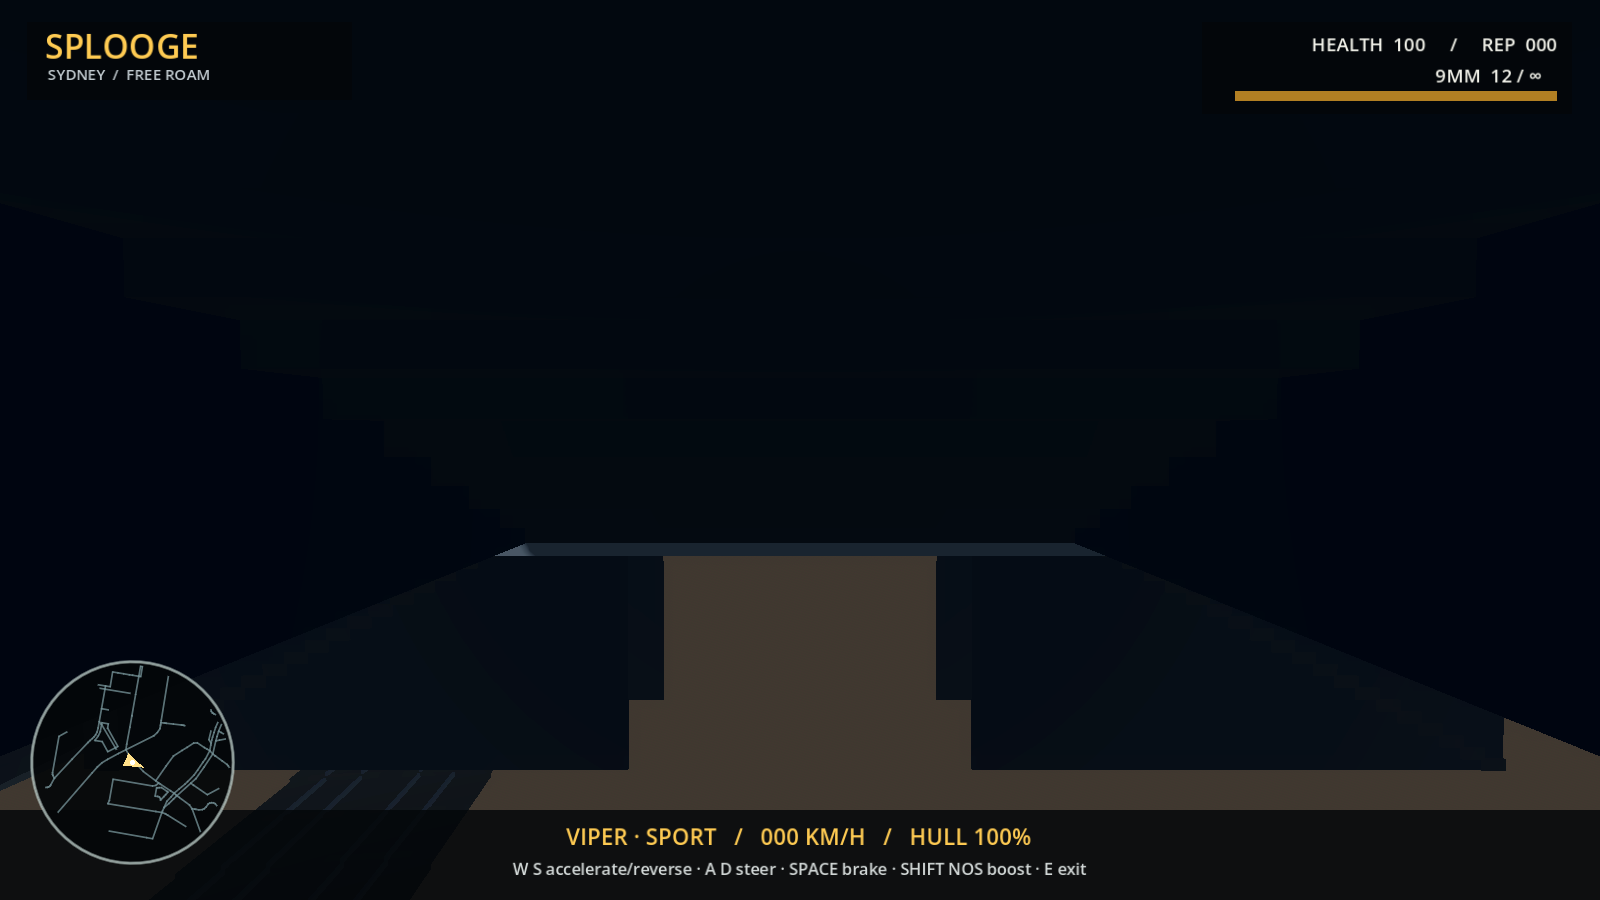 SPLOOGE
SYDNEY / FREE ROAM
HEALTH 100 / REP 000
9MM 12 / ∞
VIPER · SPORT / 000 KM/H / HULL 100%
W S accelerate/reverse · A D steer · SPACE brake · SHIFT NOS boost · E exit